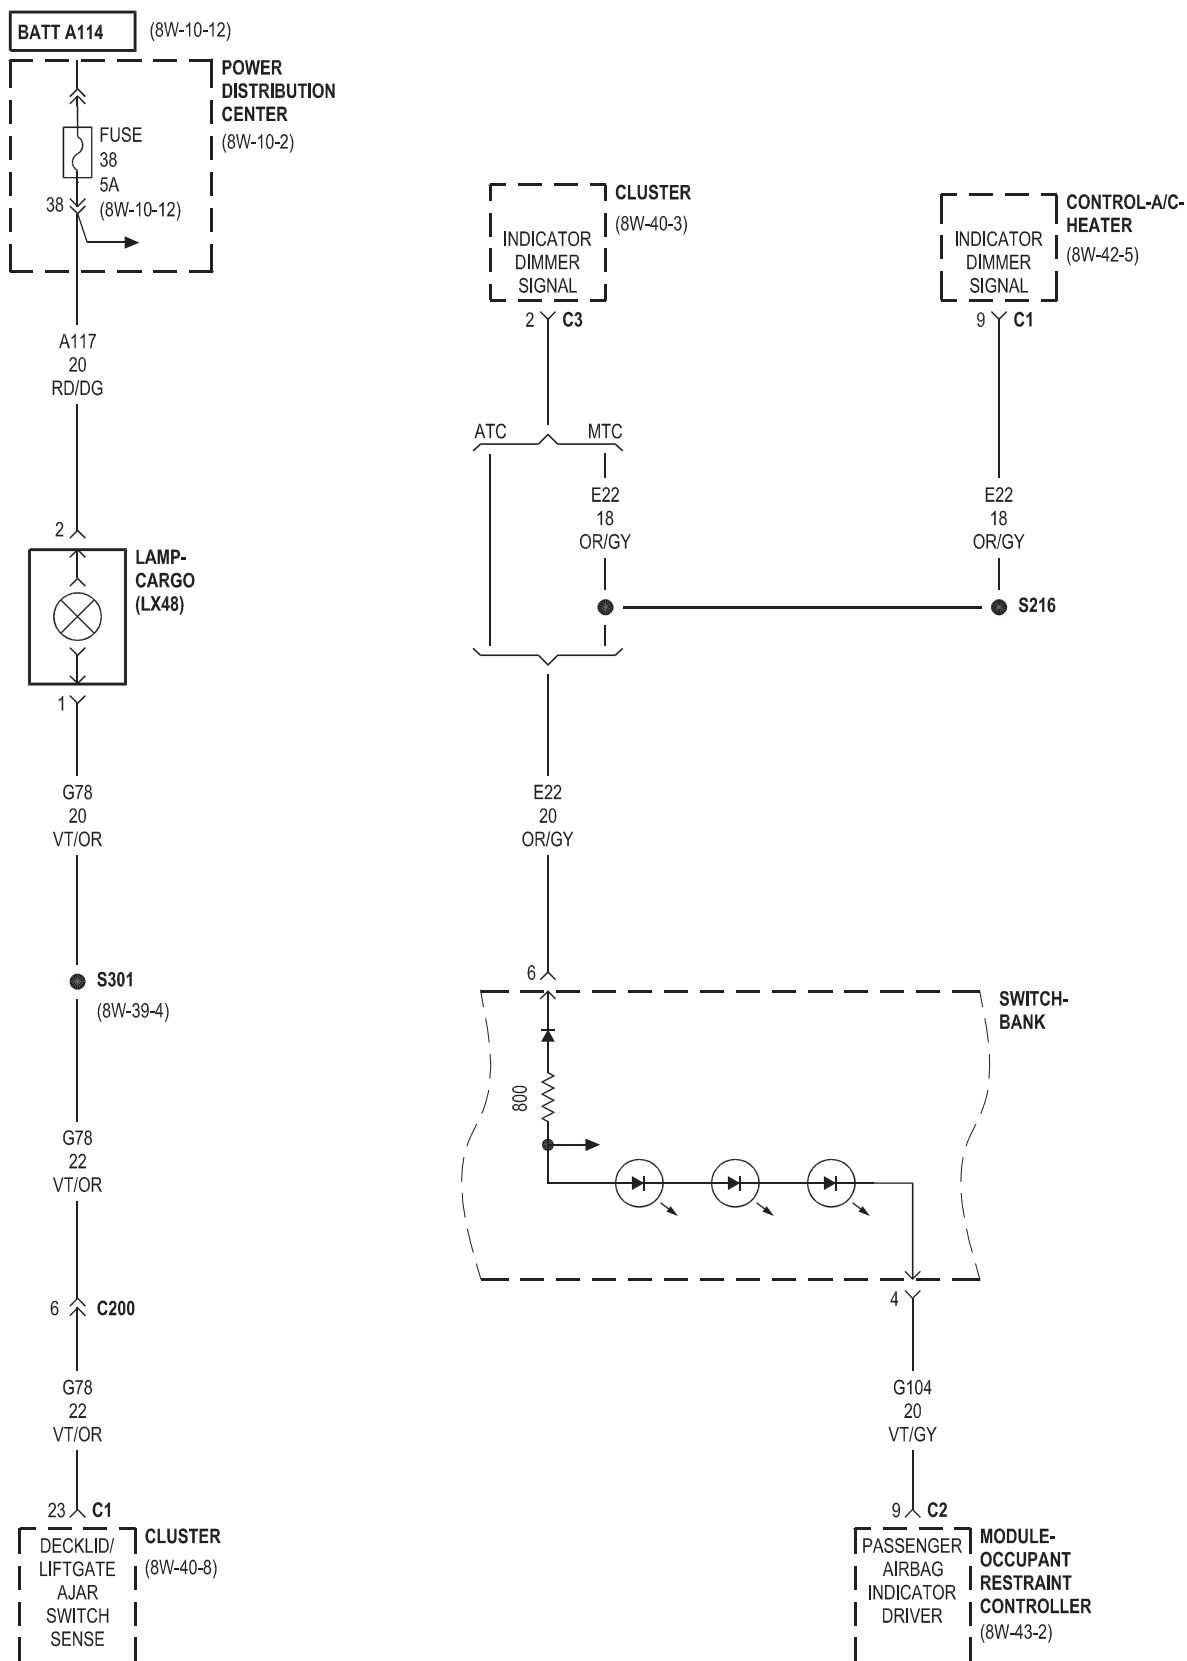 BATT A114
(8W-10-12)
POWER
DISTRIBUTION
CENTER
(8W-10-2)
FUSE
38
5A
(8W-10-12)
38
A117
20
RD/DG
2
LAMP-
CARGO
(LX48)
1
G78
20
VT/OR
S301
(8W-39-4)
G78
22
VT/OR
6
C200
G78
22
VT/OR
23
C1
DECKLID/
LIFTGATE
AJAR
SWITCH
SENSE
CLUSTER
(8W-40-8)
INDICATOR
DIMMER
SIGNAL
CLUSTER
(8W-40-3)
2
C3
ATC
MTC
E22
18
OR/GY
INDICATOR
DIMMER
SIGNAL
CONTROL-A/C-
HEATER
(8W-42-5)
9
C1
E22
18
OR/GY
S216
E22
20
OR/GY
6
SWITCH-
BANK
800
4
G104
20
VT/GY
9
C2
PASSENGER
AIRBAG
INDICATOR
DRIVER
MODULE-
OCCUPANT
RESTRAINT
CONTROLLER
(8W-43-2)